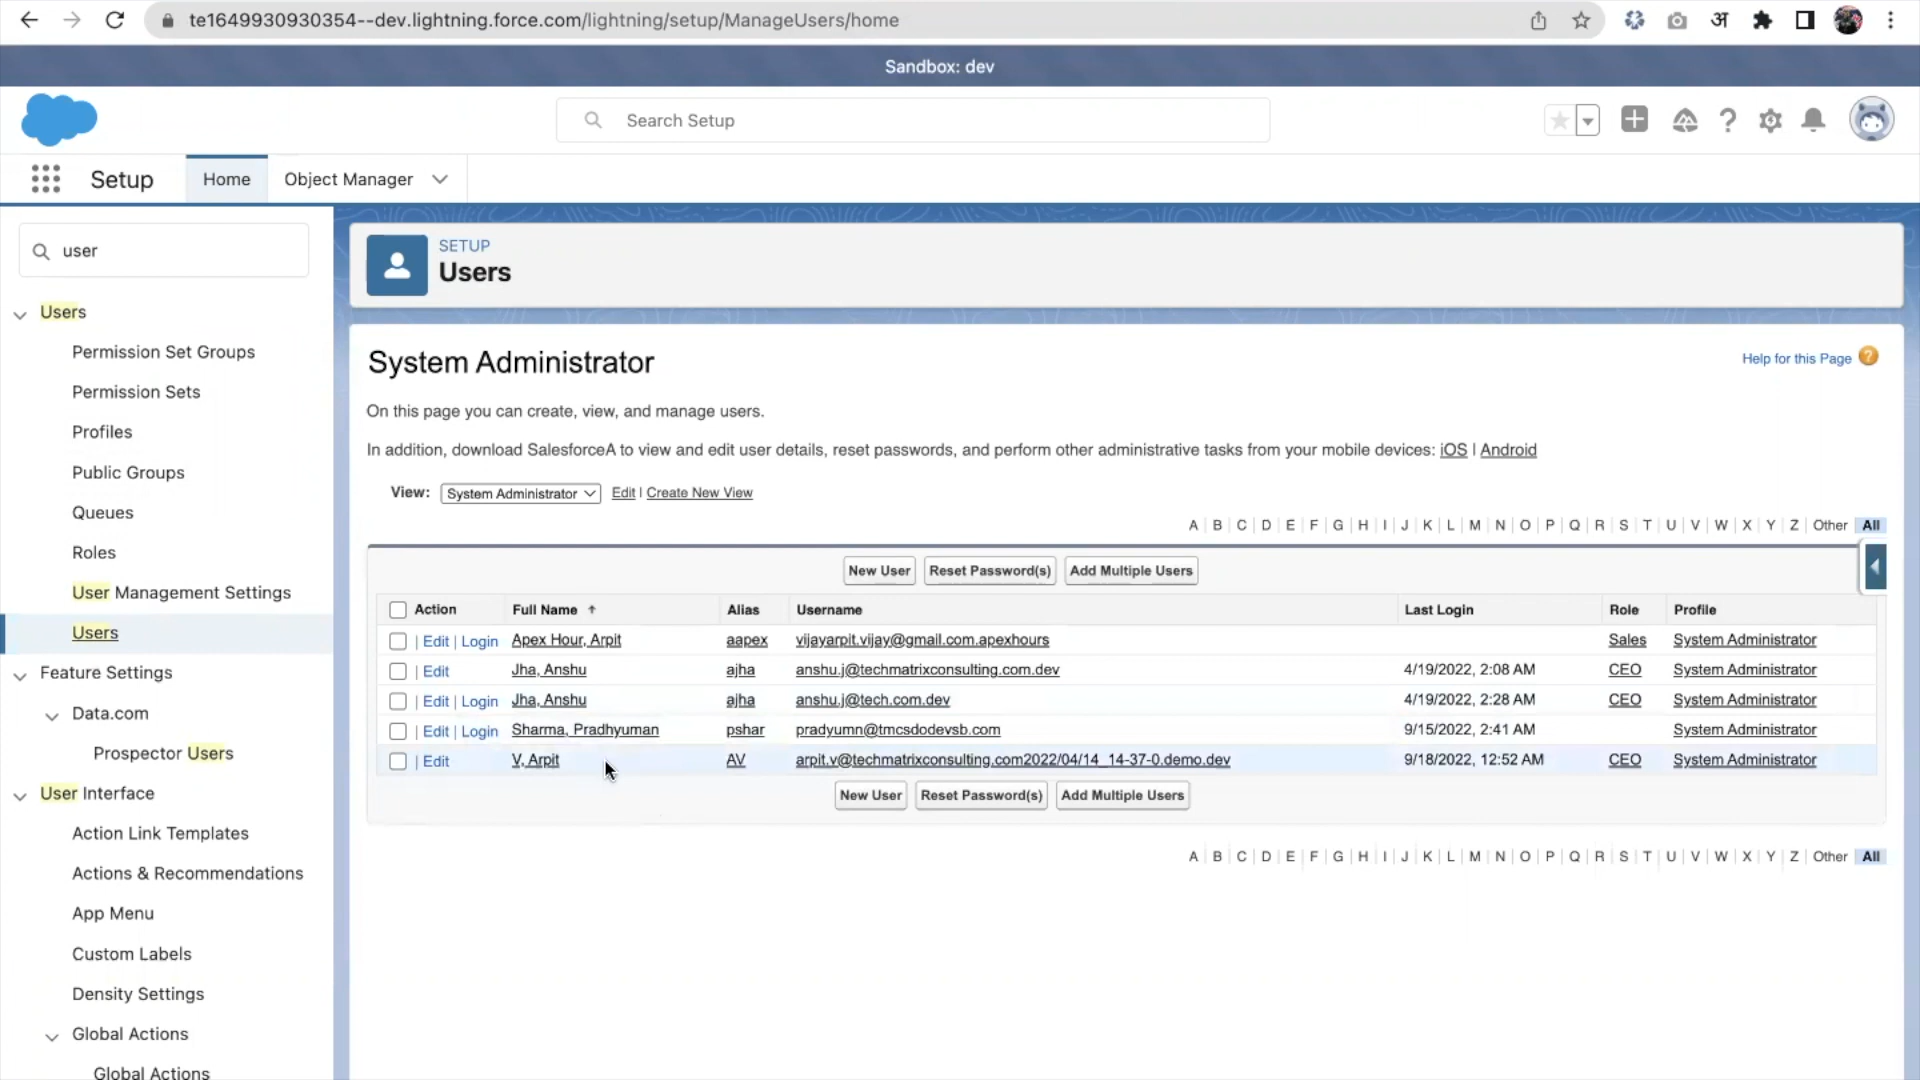 te1649930930354--dev.lightning.force.com/lightning/setup/ManageUsers/home
अ
Sandbox: dev
Search Setup
Setup
Home
Object Manager
user
Users
Permission Set Groups
Permission Sets
Profiles
Public Groups
Queues
Roles
User Management Settings
Users
Feature Settings
Data.com
Prospector Users
User Interface
Action Link Templates
Actions & Recommendations
App Menu
Custom Labels
Density Settings
Global Actions
Global Actions
SETUP
Users
System Administrator
Help for this Page ?
On this page you can create, view, and manage users.
In addition, download SalesforceA to view and edit user details, reset passwords, and perform other administrative tasks from your mobile devices: iOS | Android
View: System Administrator Edit | Create New View
A | B | C | D | E | F | G | H | I | J | K | L | M | N | O | P | Q | R | S | T | U | V | W | X | Y | Z | Other All
New User Reset Password(s) Add Multiple Users
Action Full Name ↑ Alias Username Last Login Role Profile
| Edit | Login Apex Hour, Arpit aapex vijayarpit.vijay@gmail.com.apexhours Sales System Administrator
| Edit Jha, Anshu ajha anshu.j@techmatrixconsulting.com.dev 4/19/2022, 2:08 AM CEO System Administrator
| Edit | Login Jha, Anshu ajha anshu.j@tech.com.dev 4/19/2022, 2:28 AM CEO System Administrator
| Edit | Login Sharma, Pradhyuman pshar pradyumn@tmcsdodevsb.com 9/15/2022, 2:41 AM System Administrator
| Edit V, Arpit AV arpit.v@techmatrixconsulting.com2022/04/14_14-37-0.demo.dev 9/18/2022, 12:52 AM CEO System Administrator
New User Reset Password(s) Add Multiple Users
A | B | C | D | E | F | G | H | I | J | K | L | M | N | O | P | Q | R | S | T | U | V | W | X | Y | Z | Other All